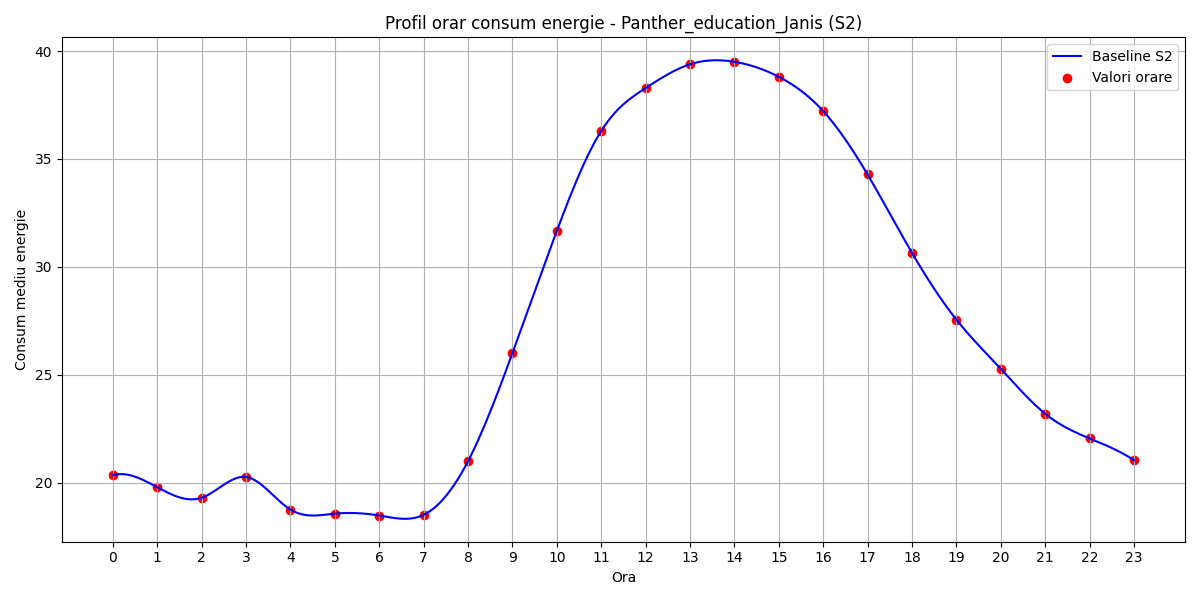 Profil orar consum energie - Panther_education_Janis (S2)
Baseline S2
Valori orare
Consum mediu energie
40
35
30
25
20
0 1 2 3 4 5 6 7 8 9 10 11 12 13 14 15 16 17 18 19 20 21 22 23
Ora